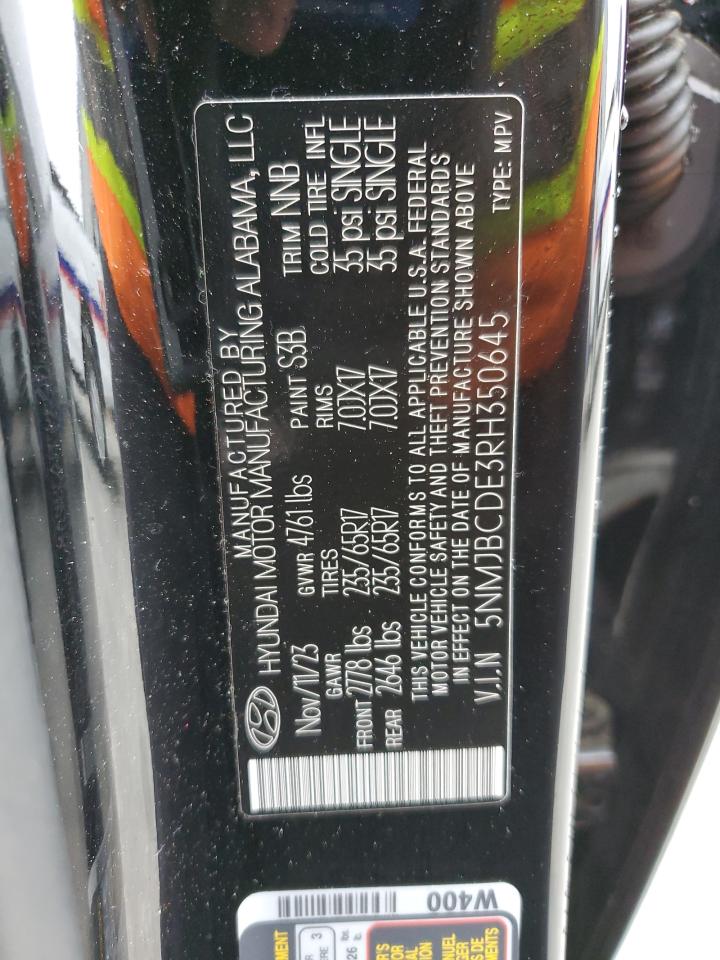 MANUFACTURED BY
HYUNDAI MOTOR MANUFACTURING ALABAMA, LLC
Nov/11/23 GVWR 4761 lbs PAINT S3B TRIM NNB
GAWR TIRES RIMS COLD TIRE INFL
FRONT 2778 lbs 235/65R17 7.0JX17 35 psi SINGLE
REAR 2646 lbs 235/65R17 7.0JX17 35 psi SINGLE
THIS VEHICLE CONFORMS TO ALL APPLICABLE U.S.A. FEDERAL
MOTOR VEHICLE SAFETY AND THEFT PREVENTION STANDARDS
IN EFFECT ON THE DATE OF MANUFACTURE SHOWN ABOVE
V.I.N 5NMJBCDE3RH350645 TYPE: MPV
W400
3
26 lb.